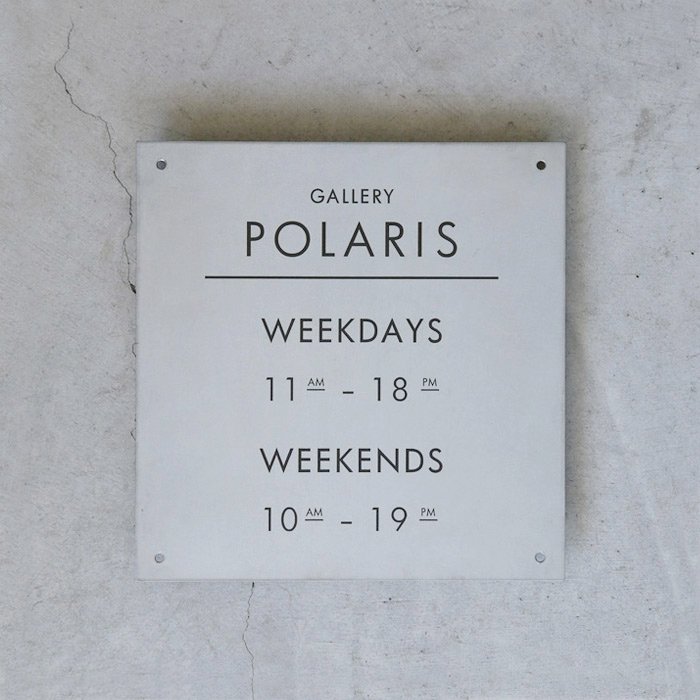 GALLERY
POLARIS
WEEKDAYS
11 AM - 18 PM
WEEKENDS
10 AM - 19 PM